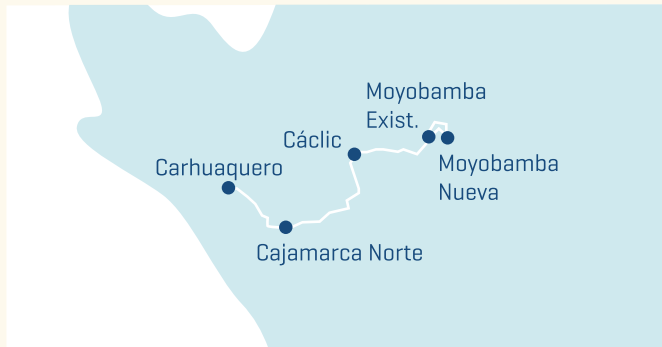 Moyobamba
Exist.
Cáclic
Carhuaquero
Moyobamba
Nueva
Cajamarca Norte